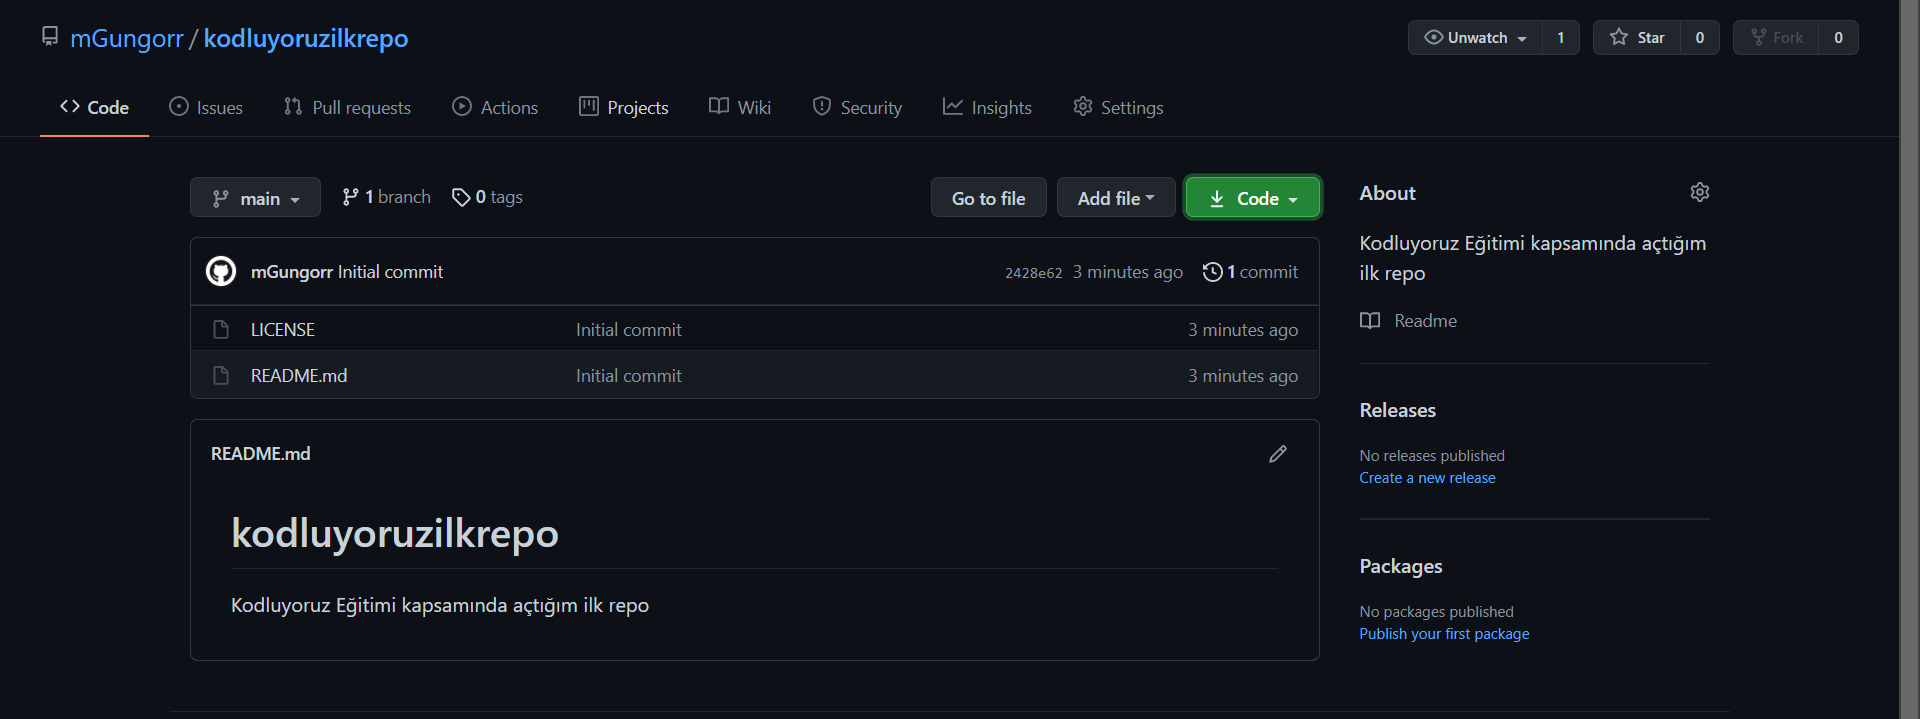 mGungorr / kodluyoruzilkrepo
Unwatch 1 Star 0 Fork 0
Code Issues Pull requests Actions Projects Wiki Security Insights Settings
main 1 branch 0 tags Go to file Add file Code
mGungorr Initial commit 2428e62 3 minutes ago 1 commit
LICENSE Initial commit 3 minutes ago
README.md Initial commit 3 minutes ago
README.md
kodluyoruzilkrepo
Kodluyoruz Eğitimi kapsamında açtığım ilk repo
About
Kodluyoruz Eğitimi kapsamında açtığım
ilk repo
Readme
Releases
No releases published
Create a new release
Packages
No packages published
Publish your first package